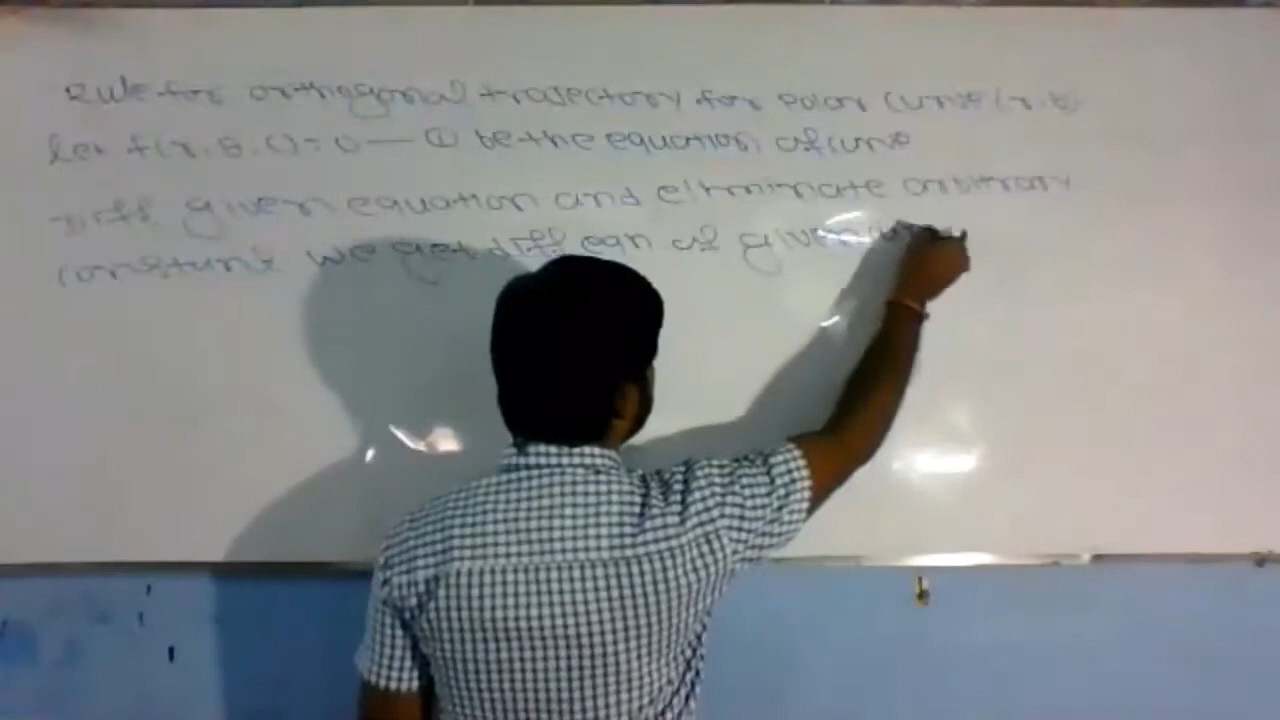 Rule for orthogonal trajectory for polar curve (r, θ)
Let f(r, θ, c) = 0 — ① be the equation of curve
Diff given equation and eliminate arbitrary
constant we get diff eqn of given